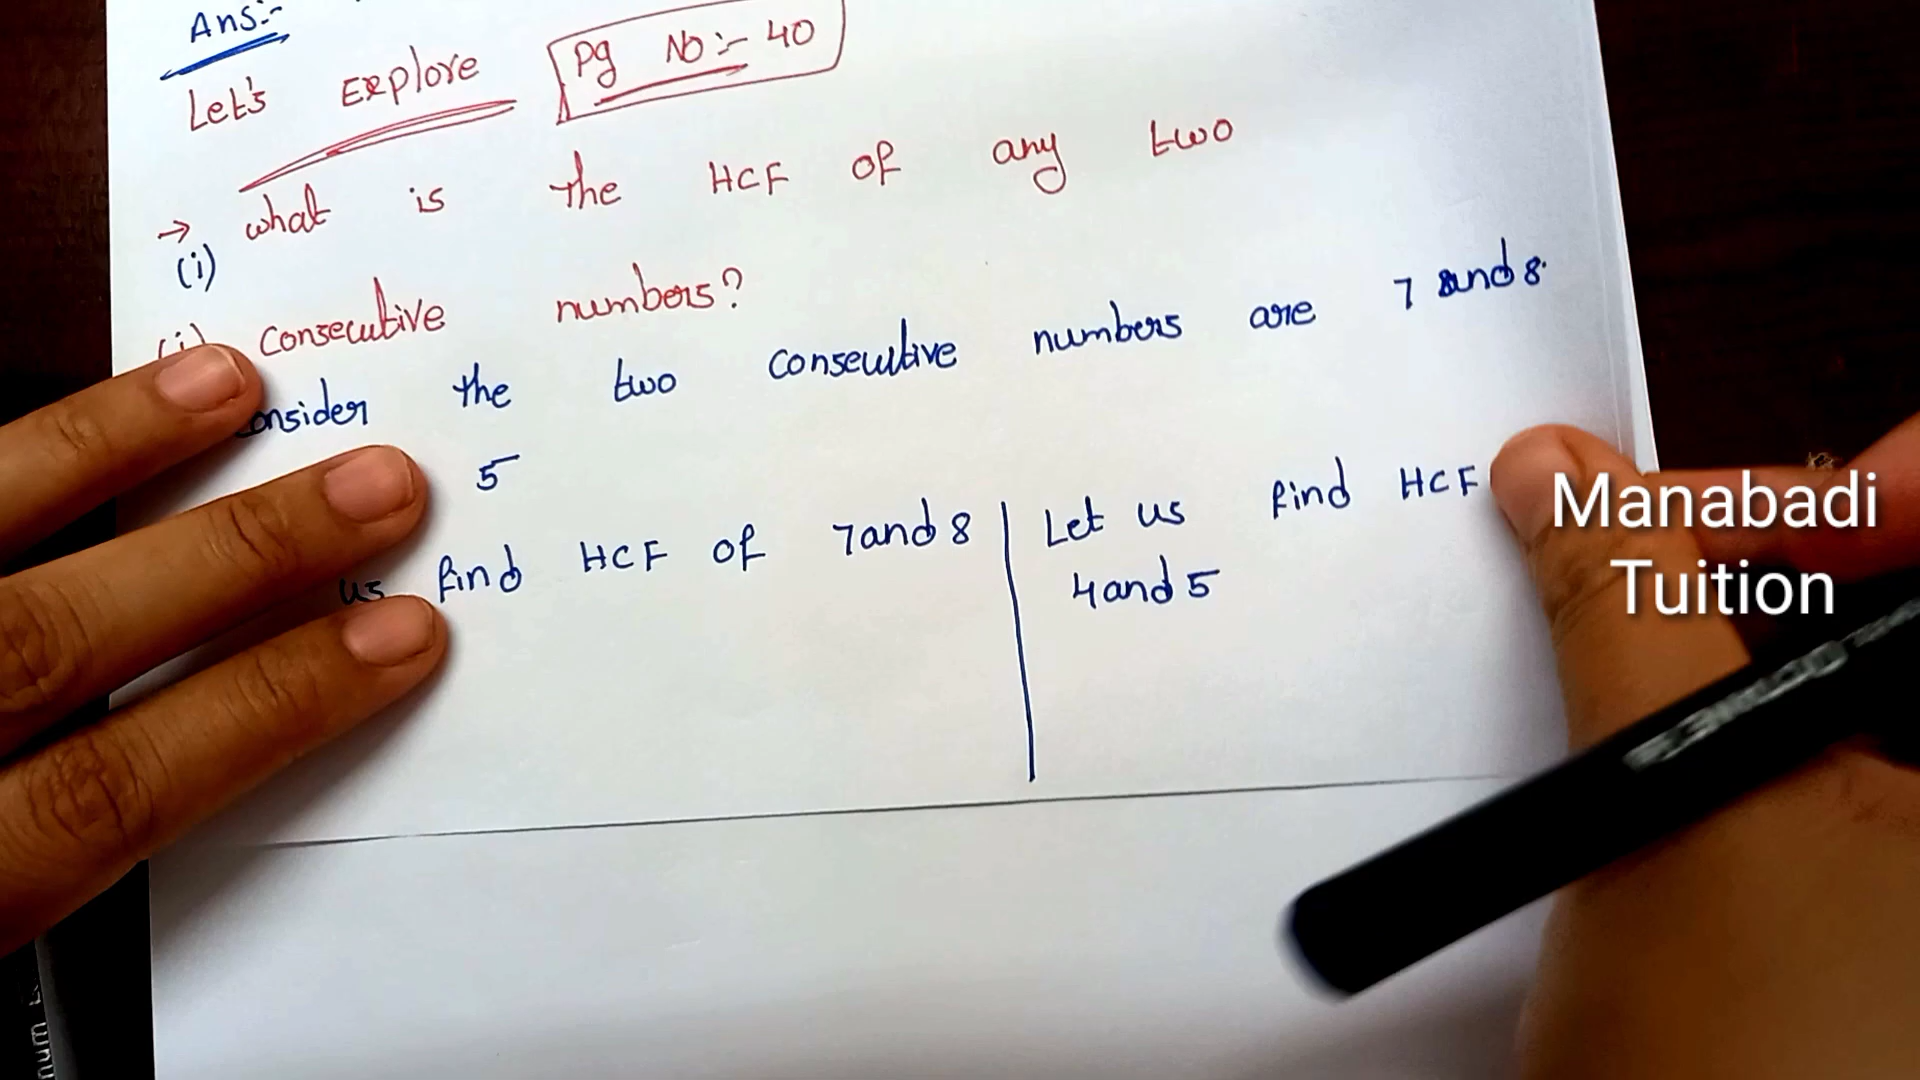 Ans:-
Let's Explore Pg No:- 40
→ what is the HCF of any two
(i)
(i) consecutive numbers?
onsider the two consecutive numbers are 7 and 8.
5
us find HCF of 7 and 8
Let us find HCF
4 and 5
Manabadi
Tuition